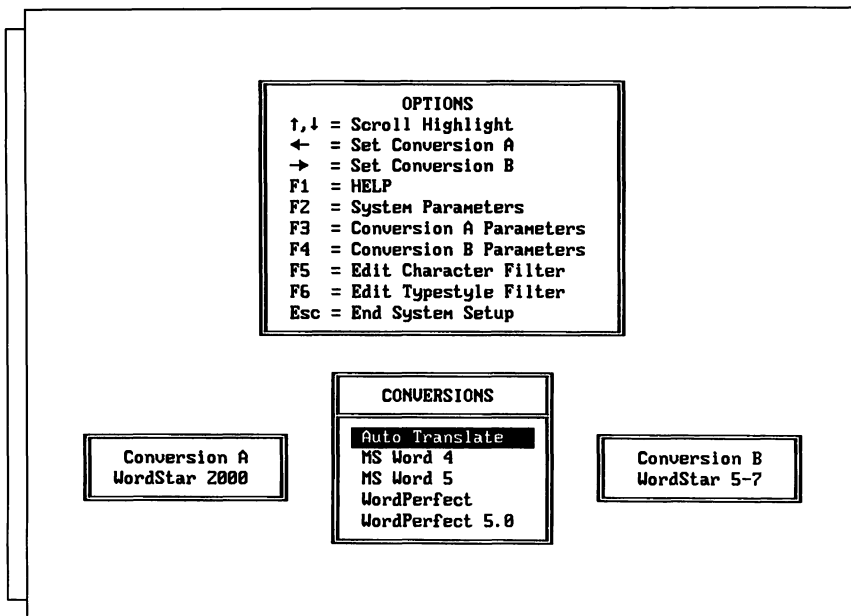 OPTIONS
↑,↓ = Scroll Highlight
← = Set Conversion A
→ = Set Conversion B
F1 = HELP
F2 = System Parameters
F3 = Conversion A Parameters
F4 = Conversion B Parameters
F5 = Edit Character Filter
F6 = Edit Typestyle Filter
Esc = End System Setup
CONVERSIONS
Auto Translate
MS Word 4
MS Word 5
WordPerfect
WordPerfect 5.0
Conversion A
WordStar 2000
Conversion B
WordStar 5-7